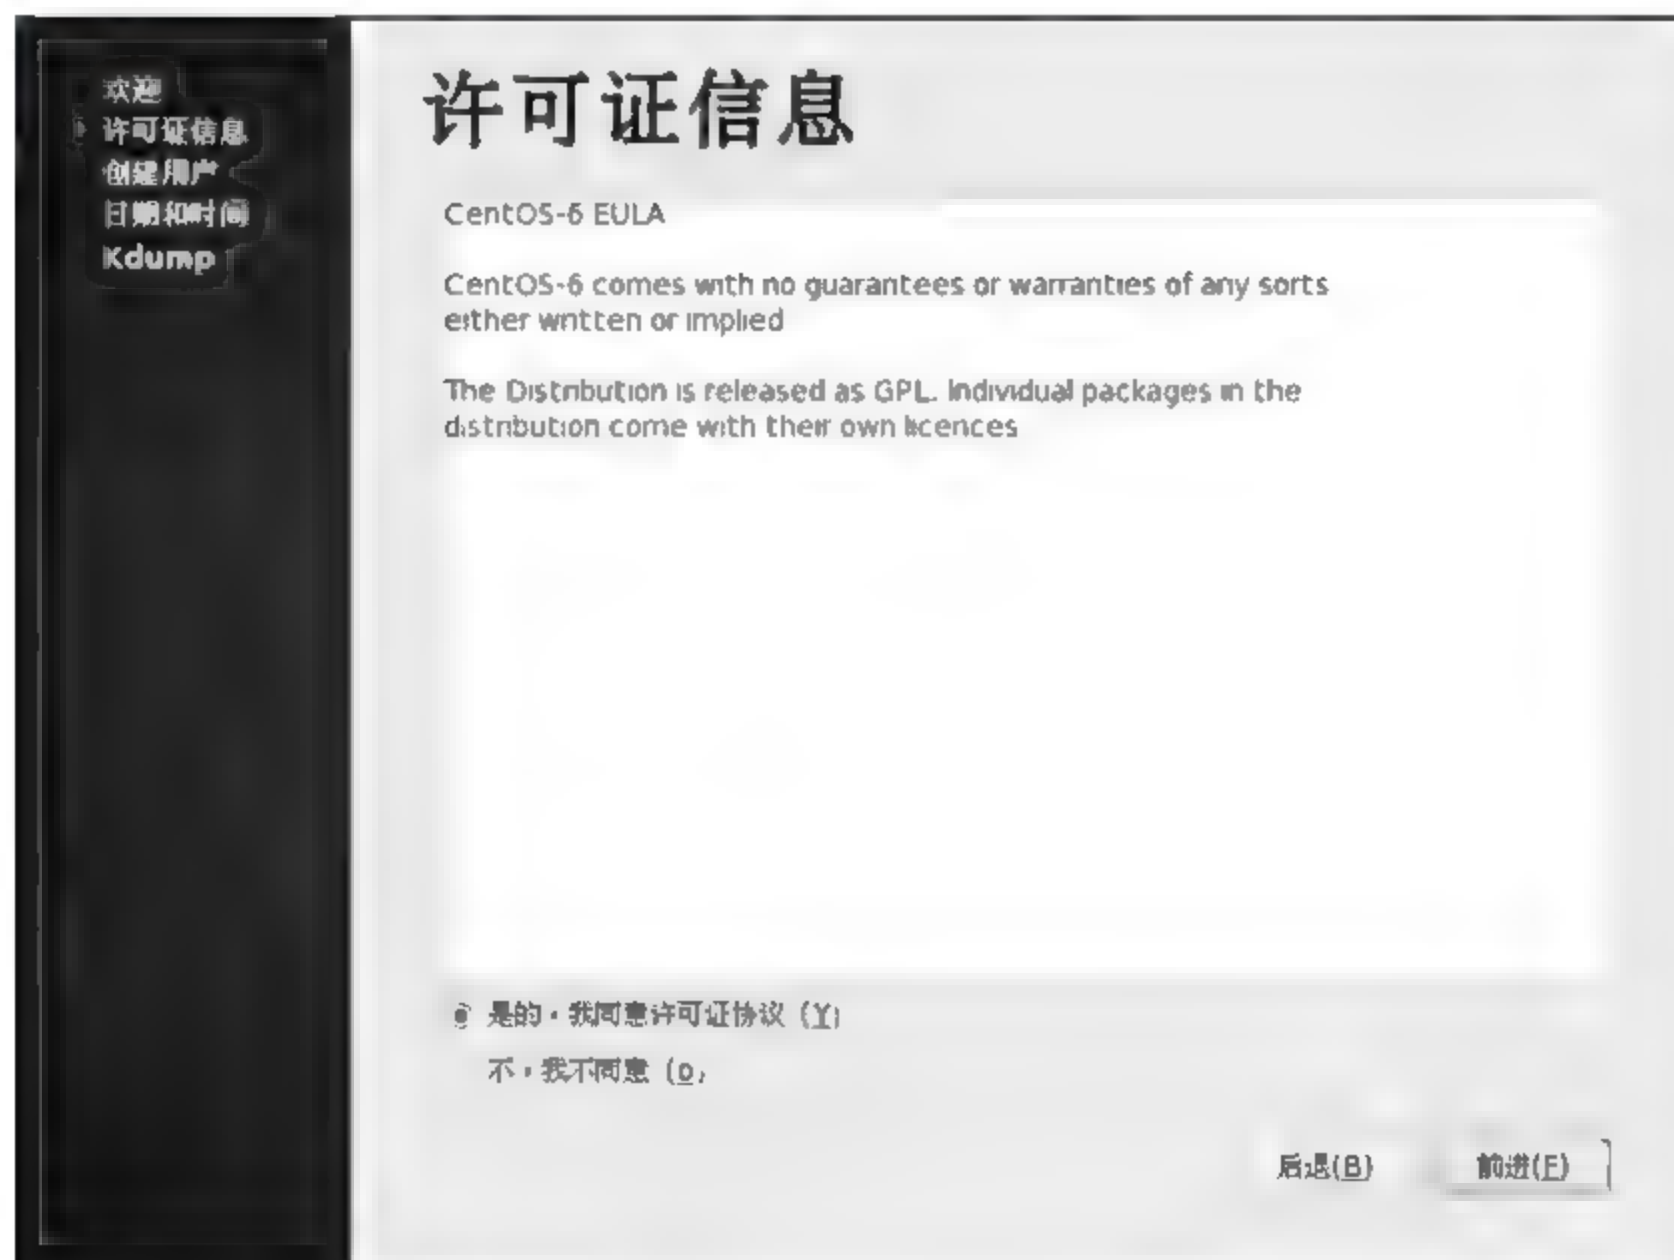 欢迎
许可证信息
创建用户
日期和时间
Kdump
许可证信息
CentOS-6 EULA
CentOS-6 comes with no guarantees or warranties of any sorts
either written or implied
The Distribution is released as GPL. Individual packages in the
distribution come with their own licences
是的，我同意许可证协议 (Y)
不，我不同意 (o)
后退(B)
前进(F)